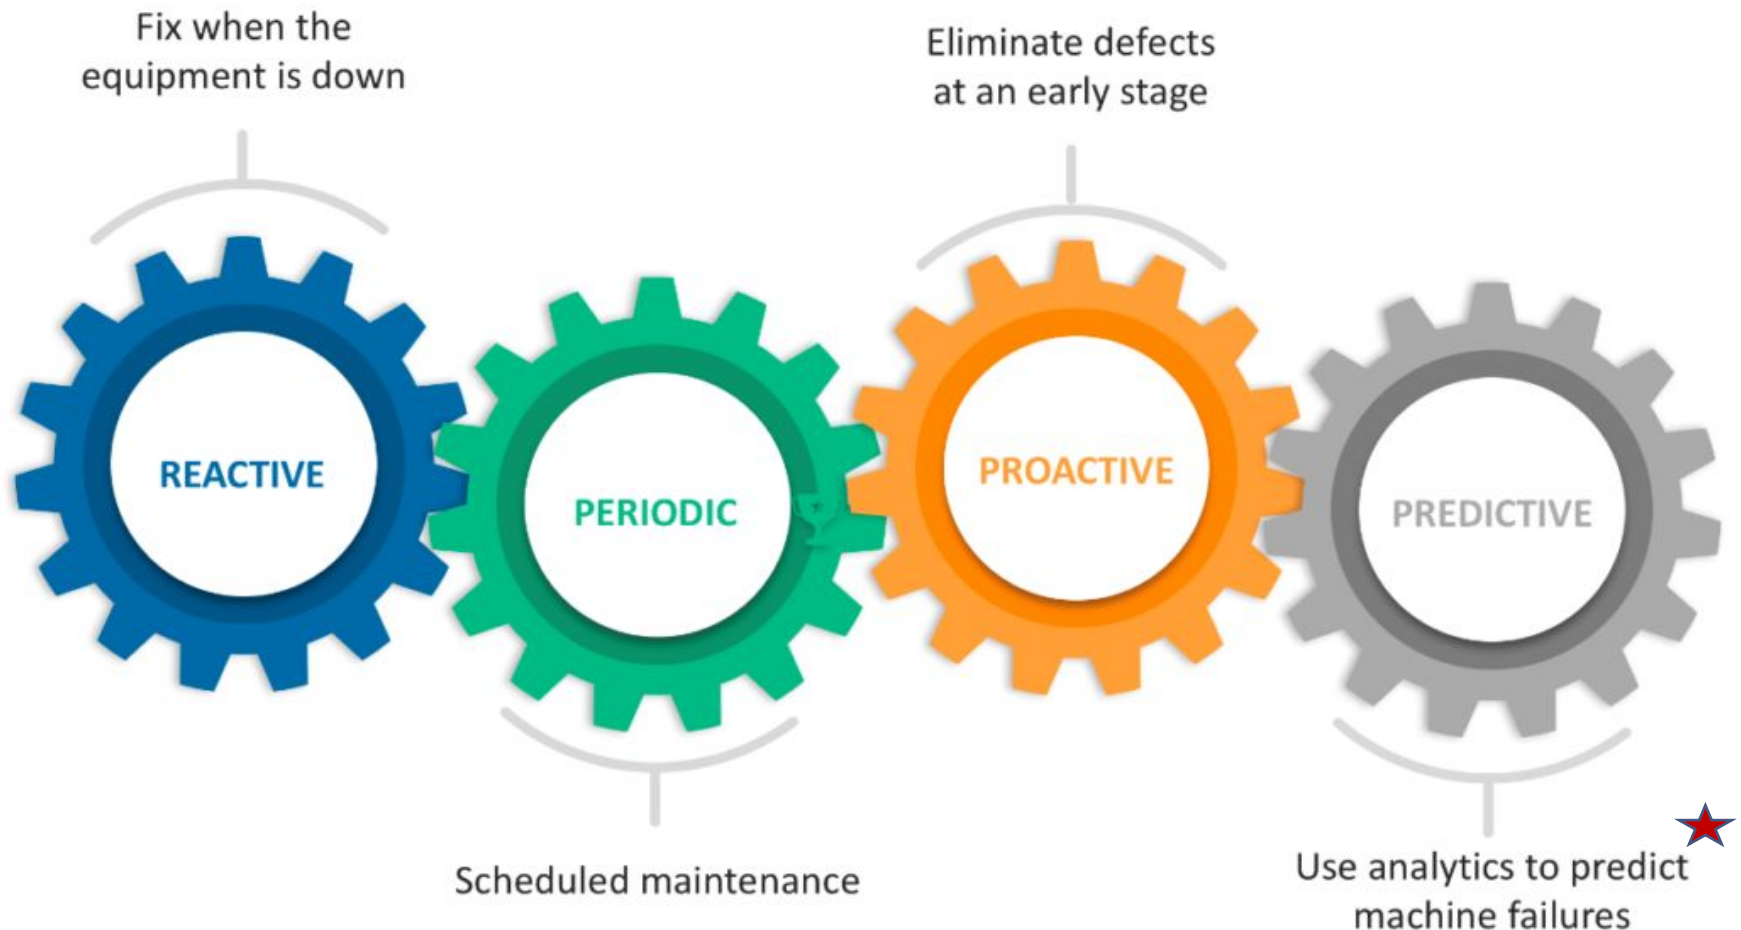 Fix when the
equipment is down
Eliminate defects
at an early stage
REACTIVE
PERIODIC
PROACTIVE
PREDICTIVE
Scheduled maintenance
Use analytics to predict
machine failures